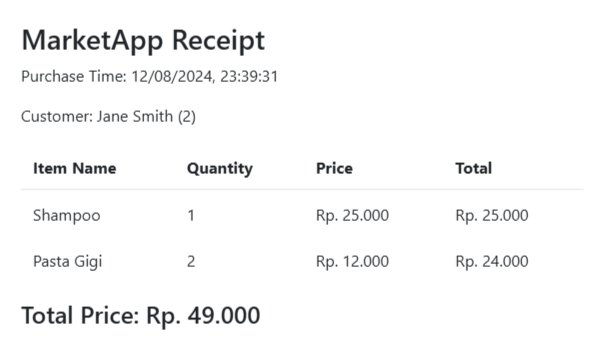 MarketApp Receipt
Purchase Time: 12/08/2024, 23:39:31
Customer: Jane Smith (2)
Item Name Quantity Price Total
Shampoo 1 Rp. 25.000 Rp. 25.000
Pasta Gigi 2 Rp. 12.000 Rp. 24.000
Total Price: Rp. 49.000